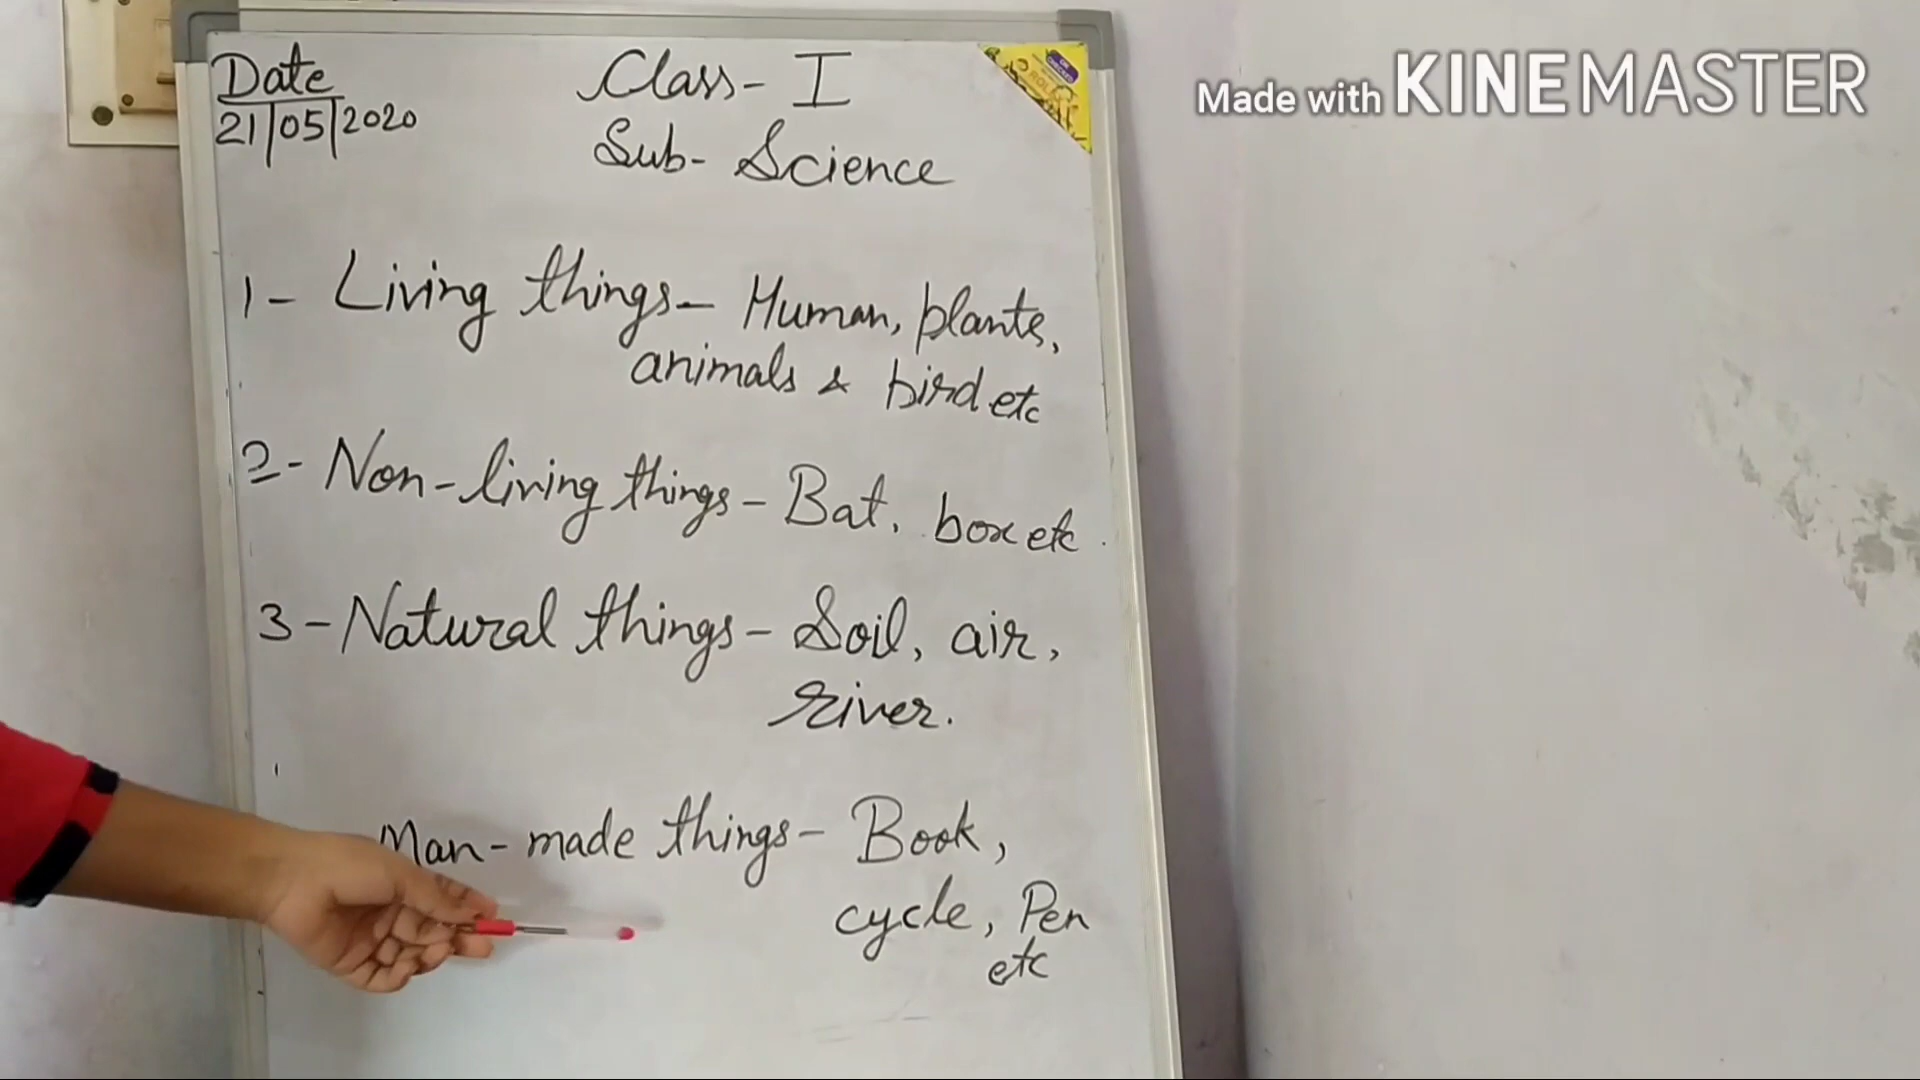 Date
21/05/2020
Class- I
Sub- Science
Made with KINEMASTER
1- Living things- Human, plants,
animals & bird etc
2- Non-living things- Bat, box etc.
3- Natural things- Soil, air,
river.
Man-made things- Book,
cycle, Pen
etc